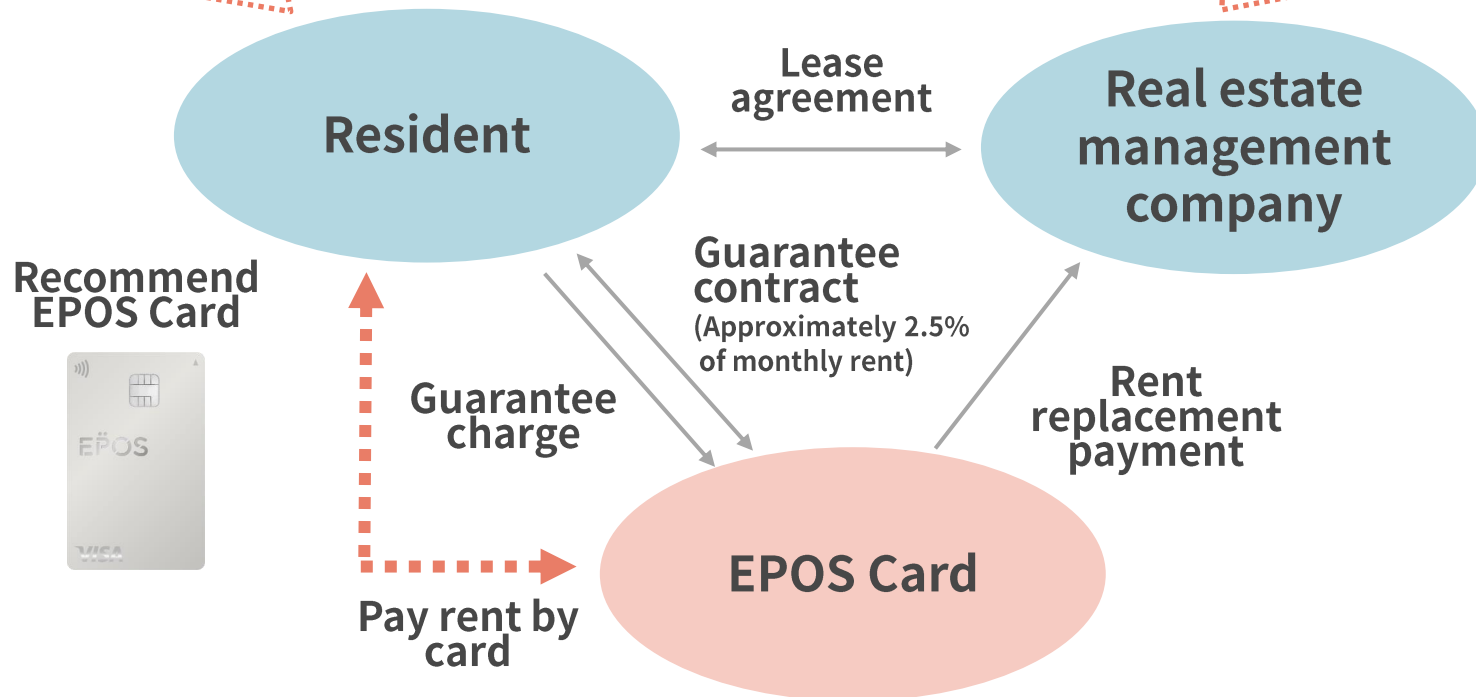 Lease
agreement
Resident
Real estate
management
company
Guarantee
contract
(Approximately 2.5%
of monthly rent)
Recommend
EPOS Card
EPOS
VISA
Guarantee
charge
Rent
replacement
payment
EPOS Card
Pay rent by
card